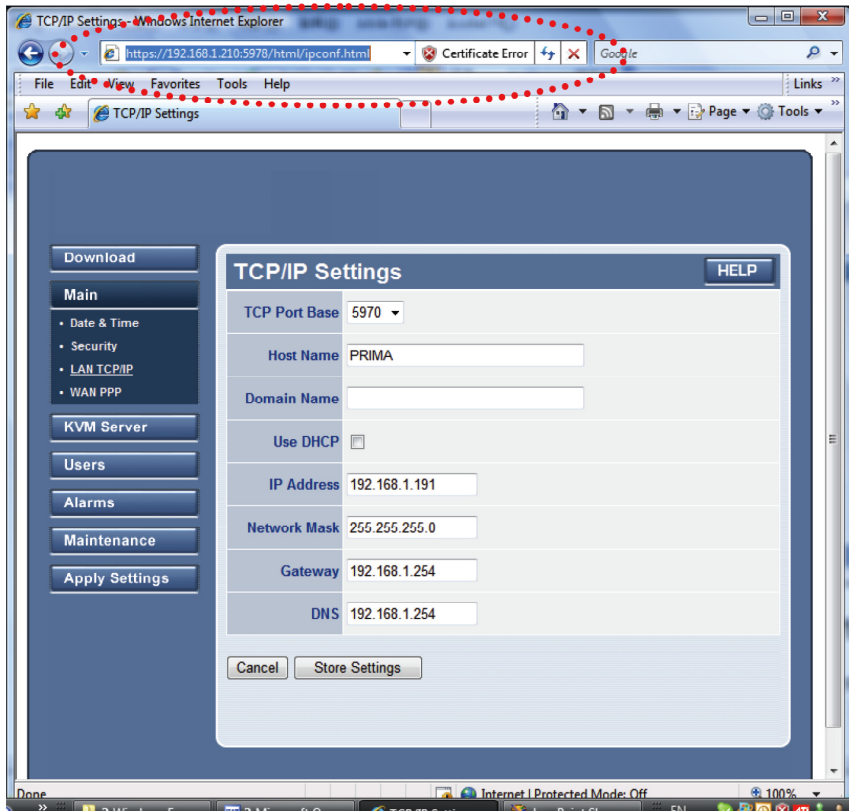 TCP/IP Settings - Windows Internet Explorer
https://192.168.1.210:5978/html/ipconf.html
Certificate Error
Google
File Edit View Favorites Tools Help
Links
TCP/IP Settings
Page
Tools
Download
Main
• Date & Time
• Security
• LAN TCP/IP
• WAN PPP
KVM Server
Users
Alarms
Maintenance
Apply Settings
TCP/IP Settings
HELP
TCP Port Base 5970
Host Name PRIMA
Domain Name
Use DHCP
IP Address 192.168.1.191
Network Mask 255.255.255.0
Gateway 192.168.1.254
DNS 192.168.1.254
Cancel Store Settings
Done
Internet | Protected Mode: Off
100%